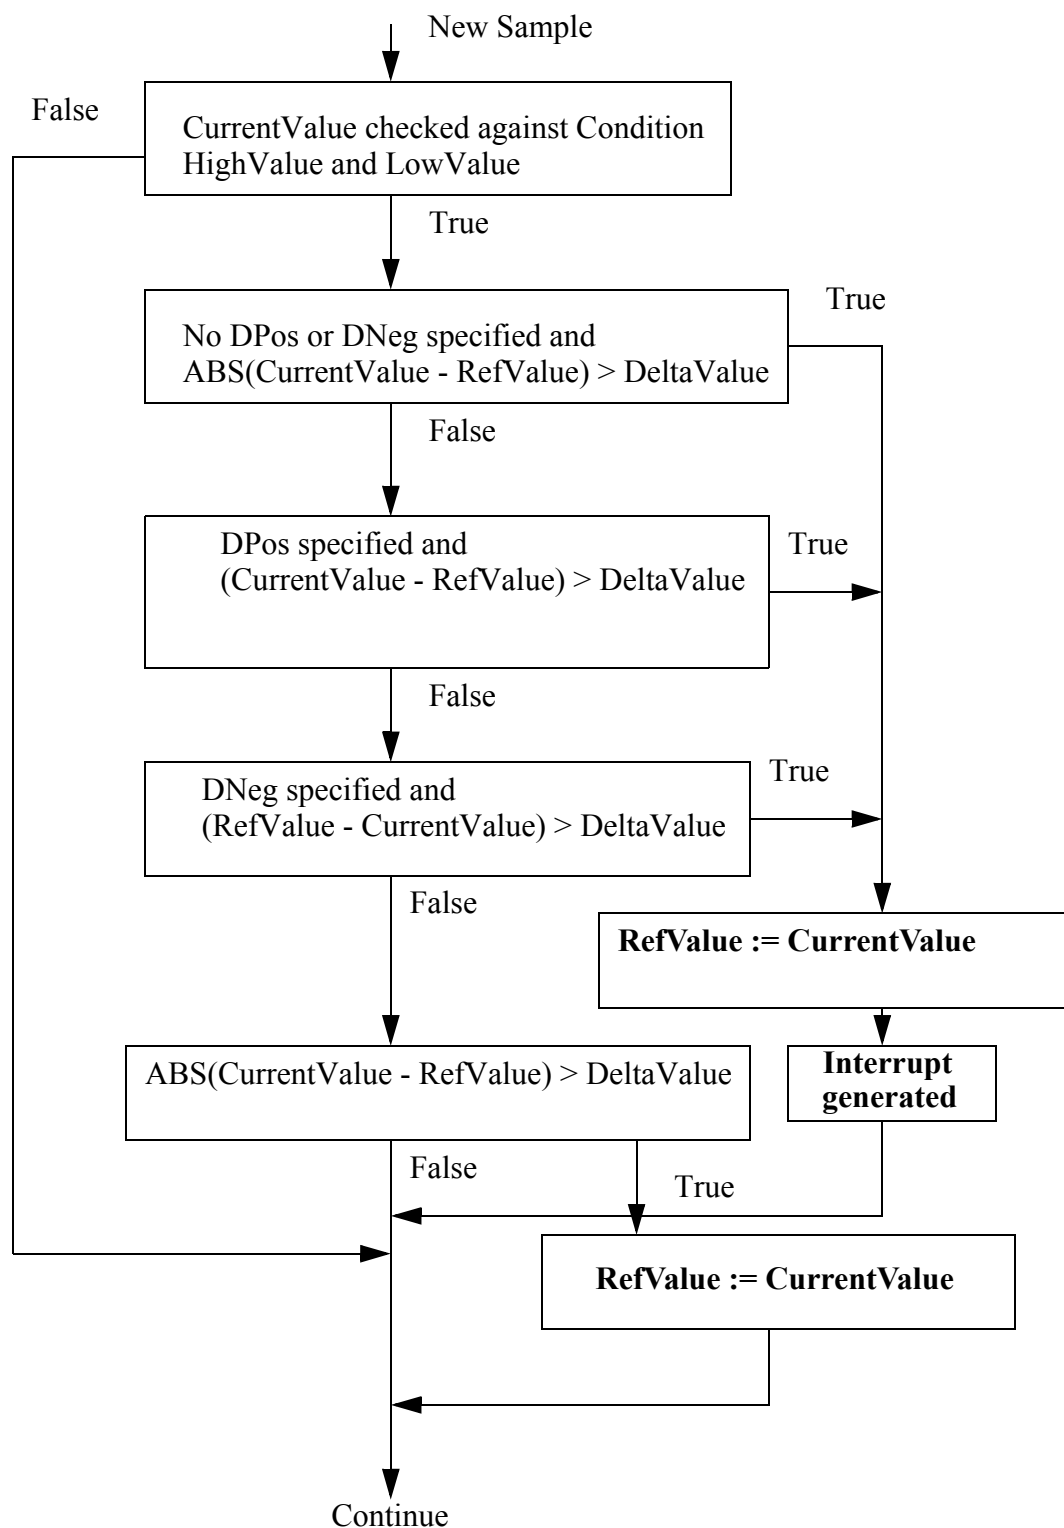 New Sample
False
CurrentValue checked against Condition
HighValue and LowValue
True
True
No DPos or DNeg specified and
ABS(CurrentValue - RefValue) > DeltaValue
False
DPos specified and
(CurrentValue - RefValue) > DeltaValue
True
False
True
DNeg specified and
(RefValue - CurrentValue) > DeltaValue
False
RefValue := CurrentValue
ABS(CurrentValue - RefValue) > DeltaValue
Interrupt
generated
False
True
RefValue := CurrentValue
Continue